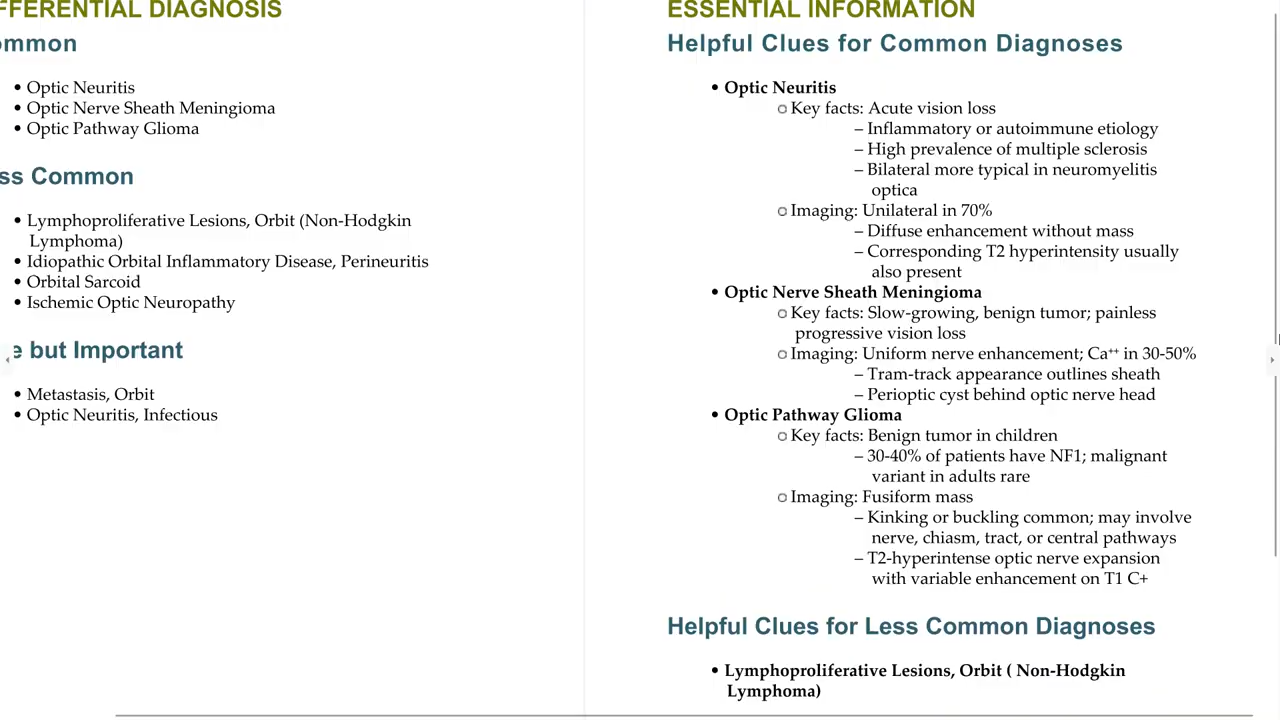 FFERENTIAL DIAGNOSIS
ommon
• Optic Neuritis
• Optic Nerve Sheath Meningioma
• Optic Pathway Glioma
ss Common
• Lymphoproliferative Lesions, Orbit (Non-Hodgkin
Lymphoma)
• Idiopathic Orbital Inflammatory Disease, Perineuritis
• Orbital Sarcoid
• Ischemic Optic Neuropathy
e but Important
• Metastasis, Orbit
• Optic Neuritis, Infectious
ESSENTIAL INFORMATION
Helpful Clues for Common Diagnoses
• Optic Neuritis
○ Key facts: Acute vision loss
– Inflammatory or autoimmune etiology
– High prevalence of multiple sclerosis
– Bilateral more typical in neuromyelitis
optica
○ Imaging: Unilateral in 70%
– Diffuse enhancement without mass
– Corresponding T2 hyperintensity usually
also present
• Optic Nerve Sheath Meningioma
○ Key facts: Slow-growing, benign tumor; painless
progressive vision loss
○ Imaging: Uniform nerve enhancement; Ca⁺⁺ in 30-50%
– Tram-track appearance outlines sheath
– Perioptic cyst behind optic nerve head
• Optic Pathway Glioma
○ Key facts: Benign tumor in children
– 30-40% of patients have NF1; malignant
variant in adults rare
○ Imaging: Fusiform mass
– Kinking or buckling common; may involve
nerve, chiasm, tract, or central pathways
– T2-hyperintense optic nerve expansion
with variable enhancement on T1 C+
Helpful Clues for Less Common Diagnoses
• Lymphoproliferative Lesions, Orbit ( Non-Hodgkin
Lymphoma)